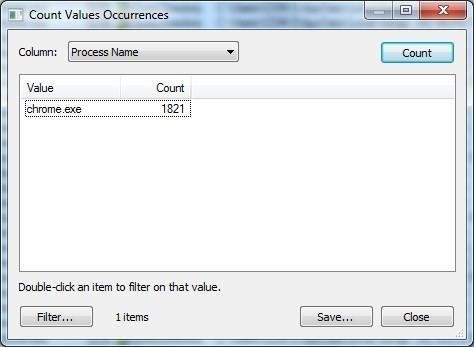 Count Values Occurrences
Column: Process Name Count
Value Count
chrome.exe 1821
Double-click an item to filter on that value.
Filter... 1 items Save... Close